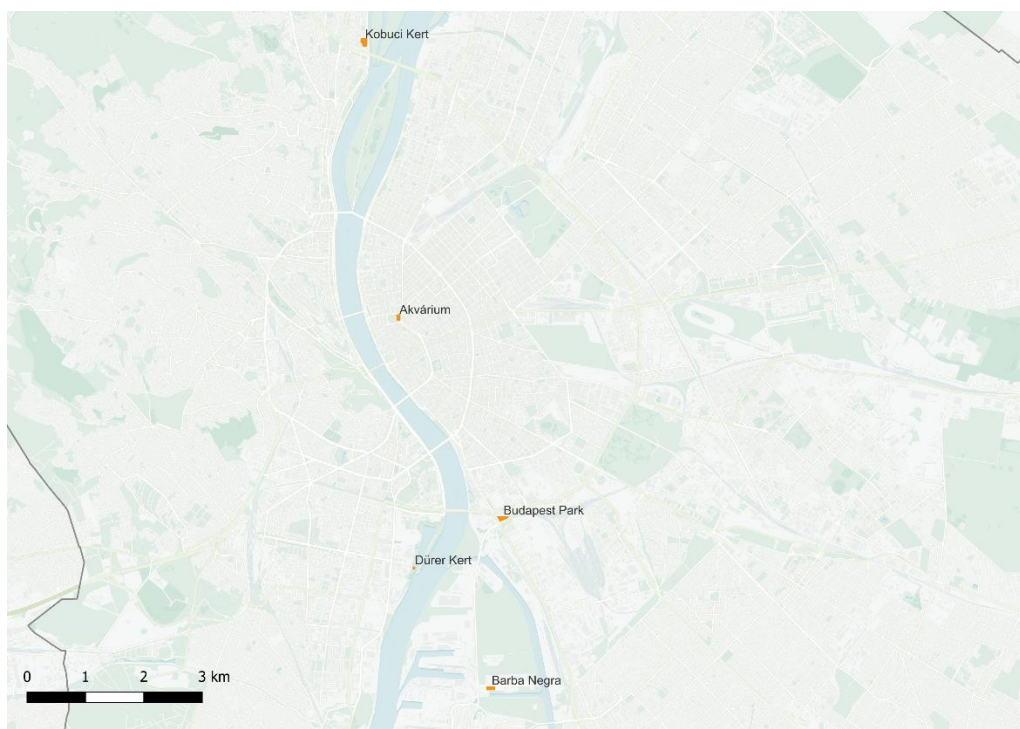 Kobuci Kert
Akvárium
Budapest Park
Dürer Kert
Barba Negra
0 1 2 3 km